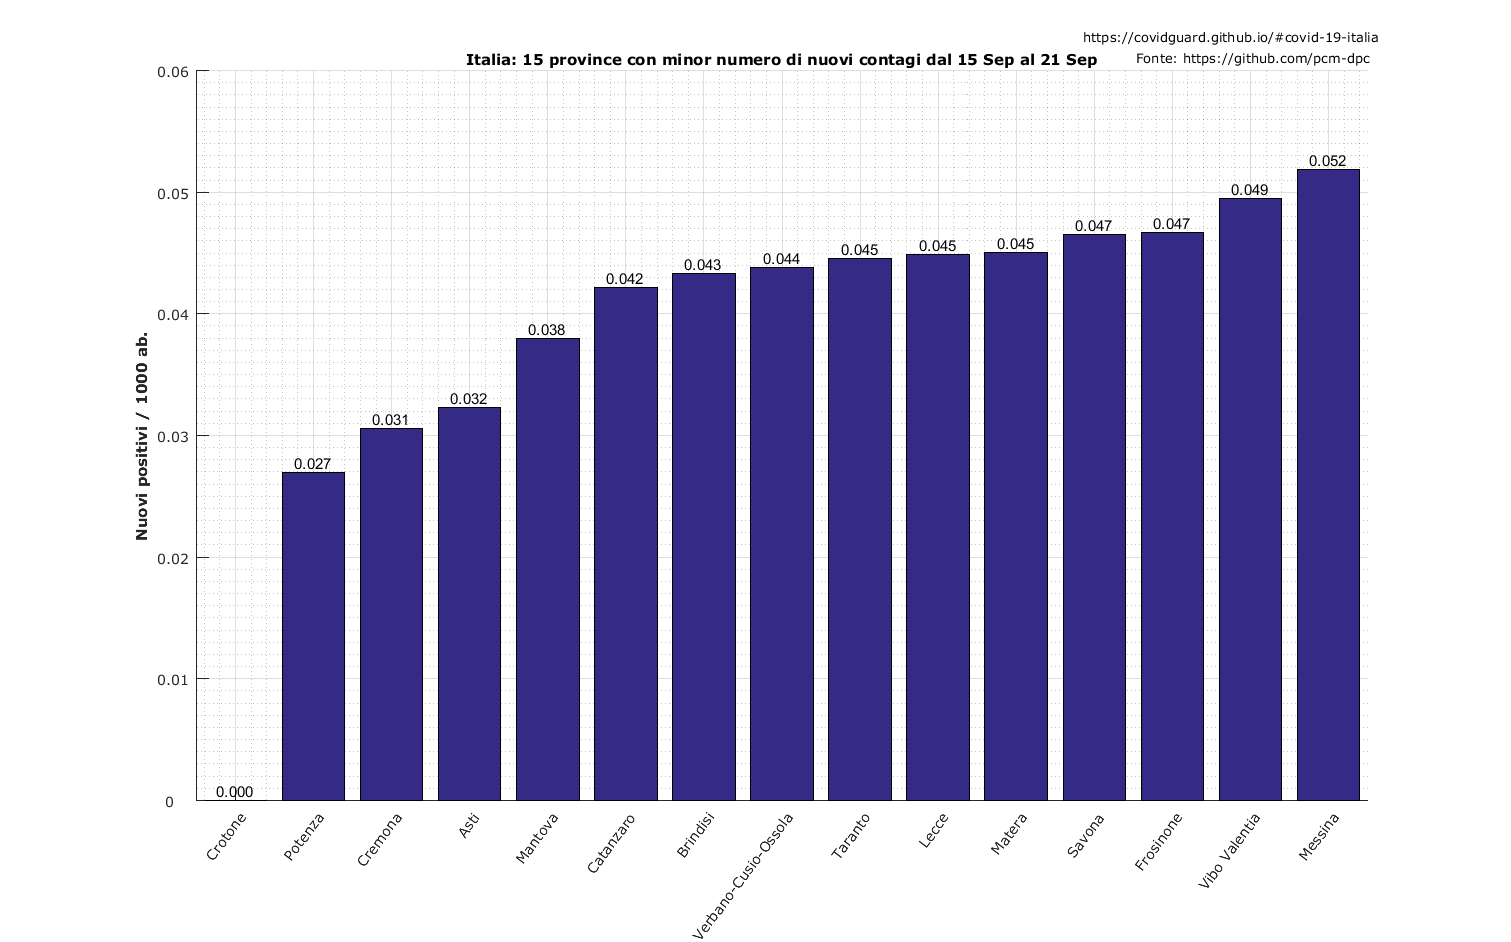 https://covidguard.github.io/#covid-19-italia
Italia: 15 province con minor numero di nuovi contagi dal 15 Sep al 21 Sep
Fonte: https://github.com/pcm-dpc
Nuovi positivi / 1000 ab.
0.06
0.05
0.04
0.03
0.02
0.01
0
0.000
0.027
0.031
0.032
0.038
0.042
0.043
0.044
0.045
0.045
0.045
0.047
0.047
0.049
0.052
Crotone
Potenza
Cremona
Asti
Mantova
Catanzaro
Brindisi
Verbano-Cusio-Ossola
Taranto
Lecce
Matera
Savona
Frosinone
Vibo Valentia
Messina